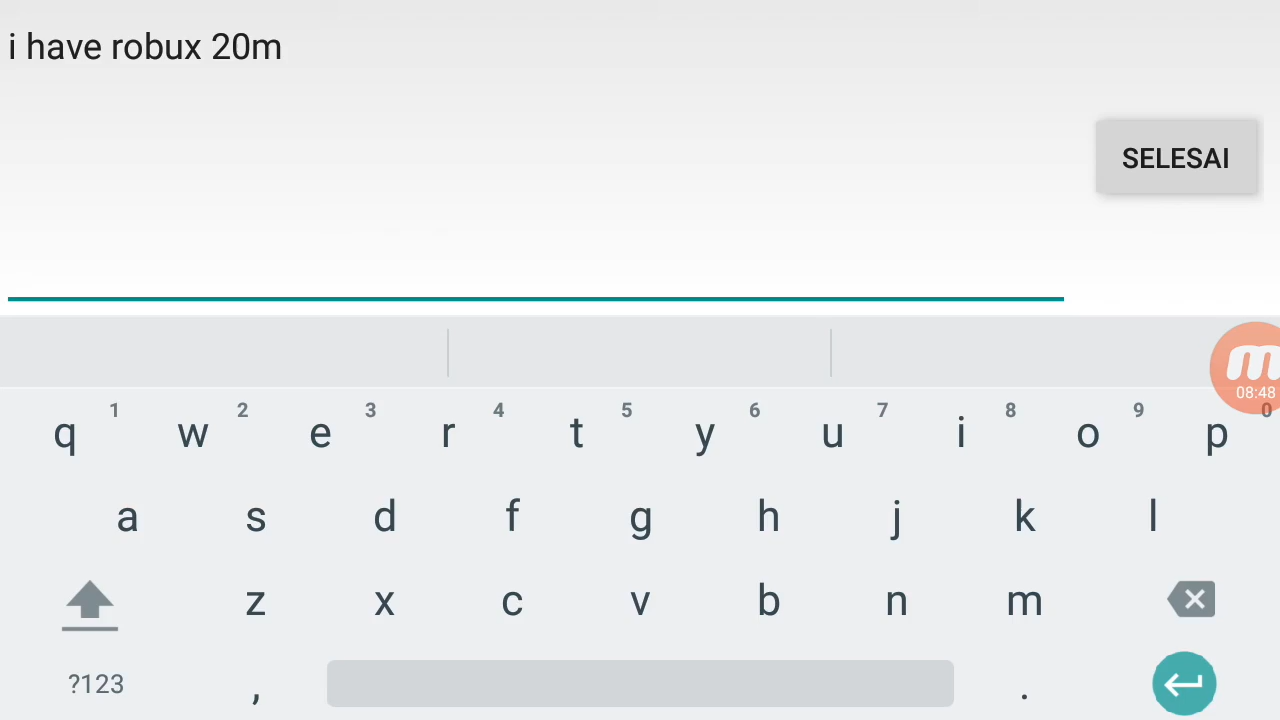 i have robux 20m
SELESAI
08:48
1 2 3 4 5 6 7 8 9 0
q w e r t y u i o p
a s d f g h j k l
z x c v b n m
?123 , .